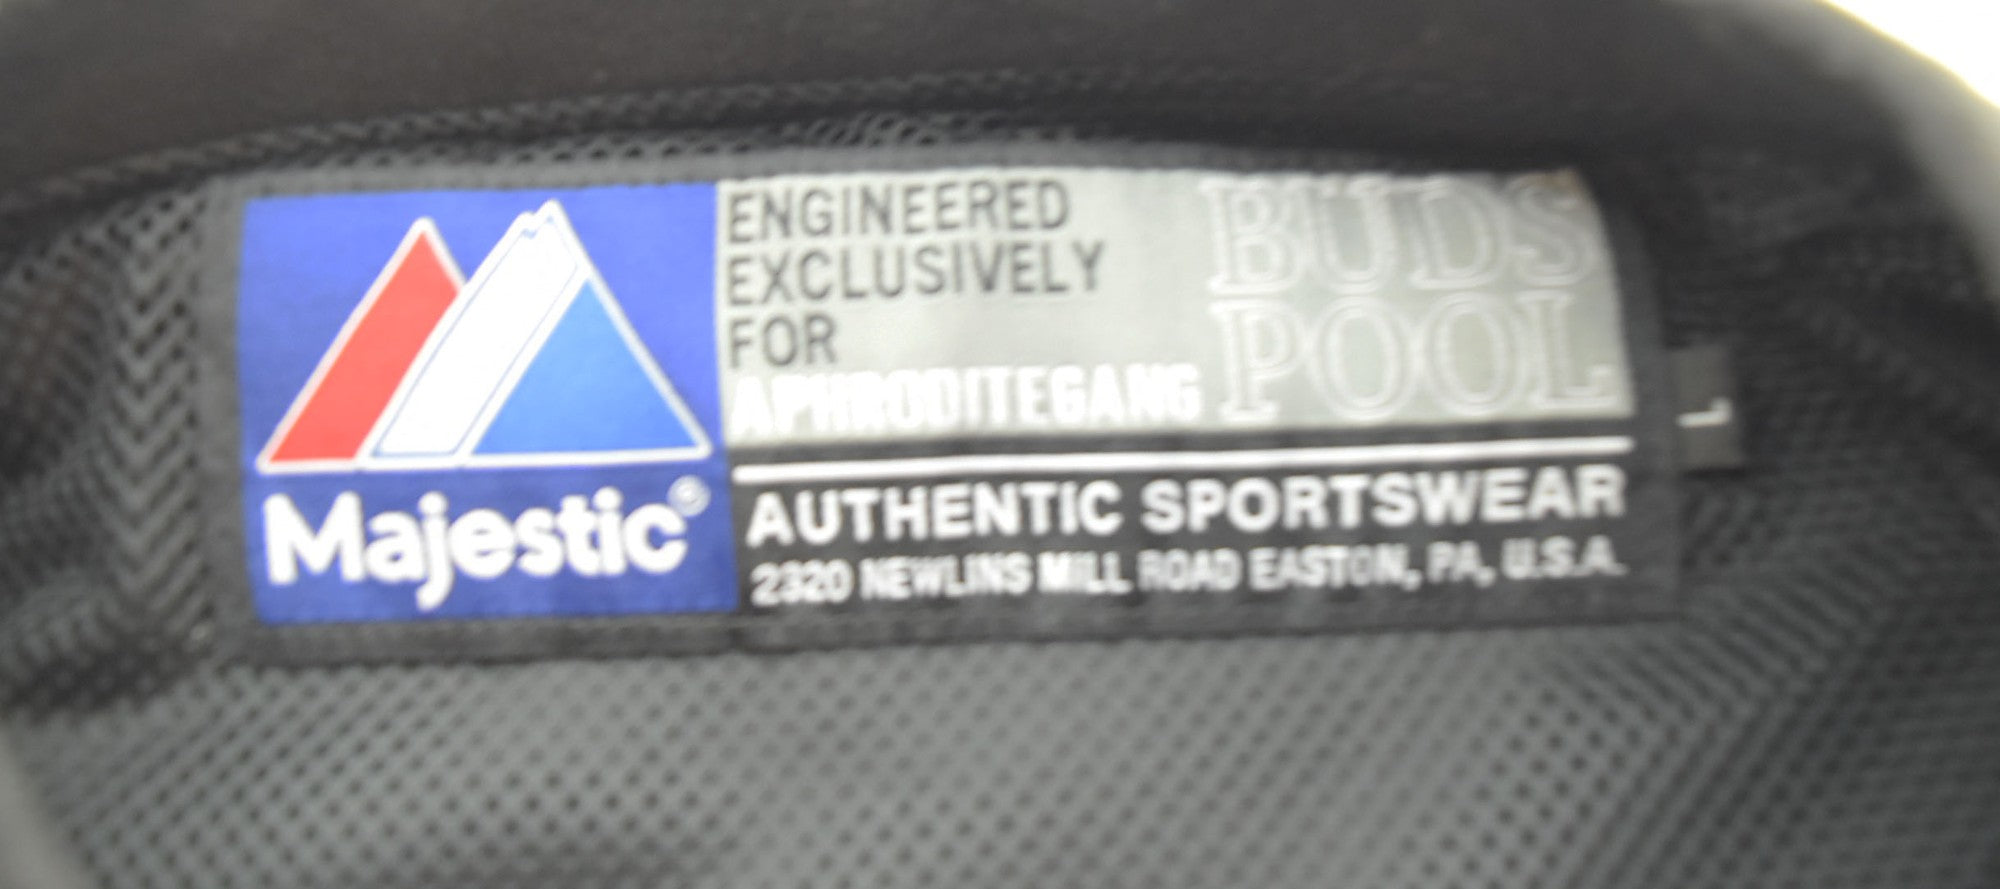 Majestic®
ENGINEERED
EXCLUSIVELY
FOR
APHRODITEGANG
BUDS
POOL
AUTHENTIC SPORTSWEAR
2320 NEWLINS MILL ROAD EASTON, PA, U.S.A.
L